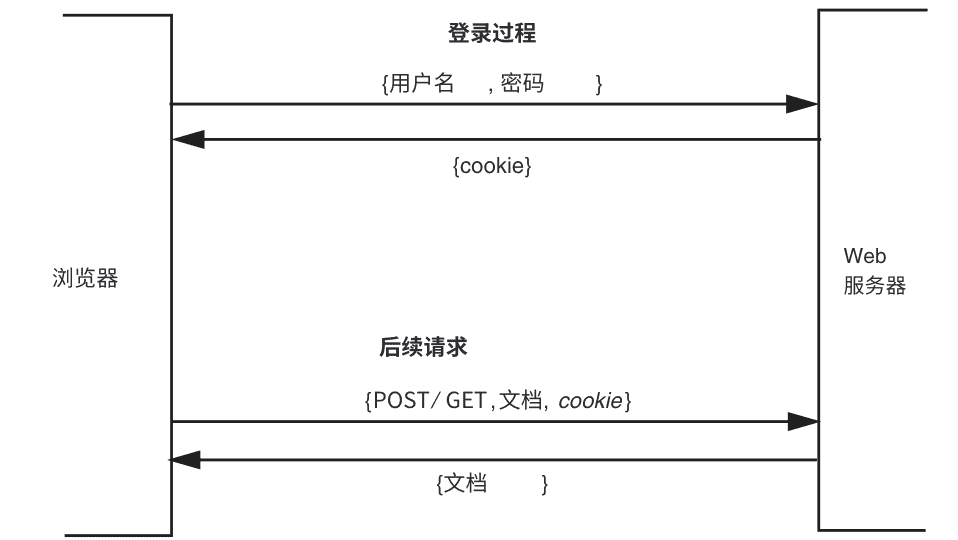 登录过程
{用户名 , 密码 }
{cookie}
浏览器
Web
服务器
后续请求
{POST/ GET, 文档, cookie}
{文档 }